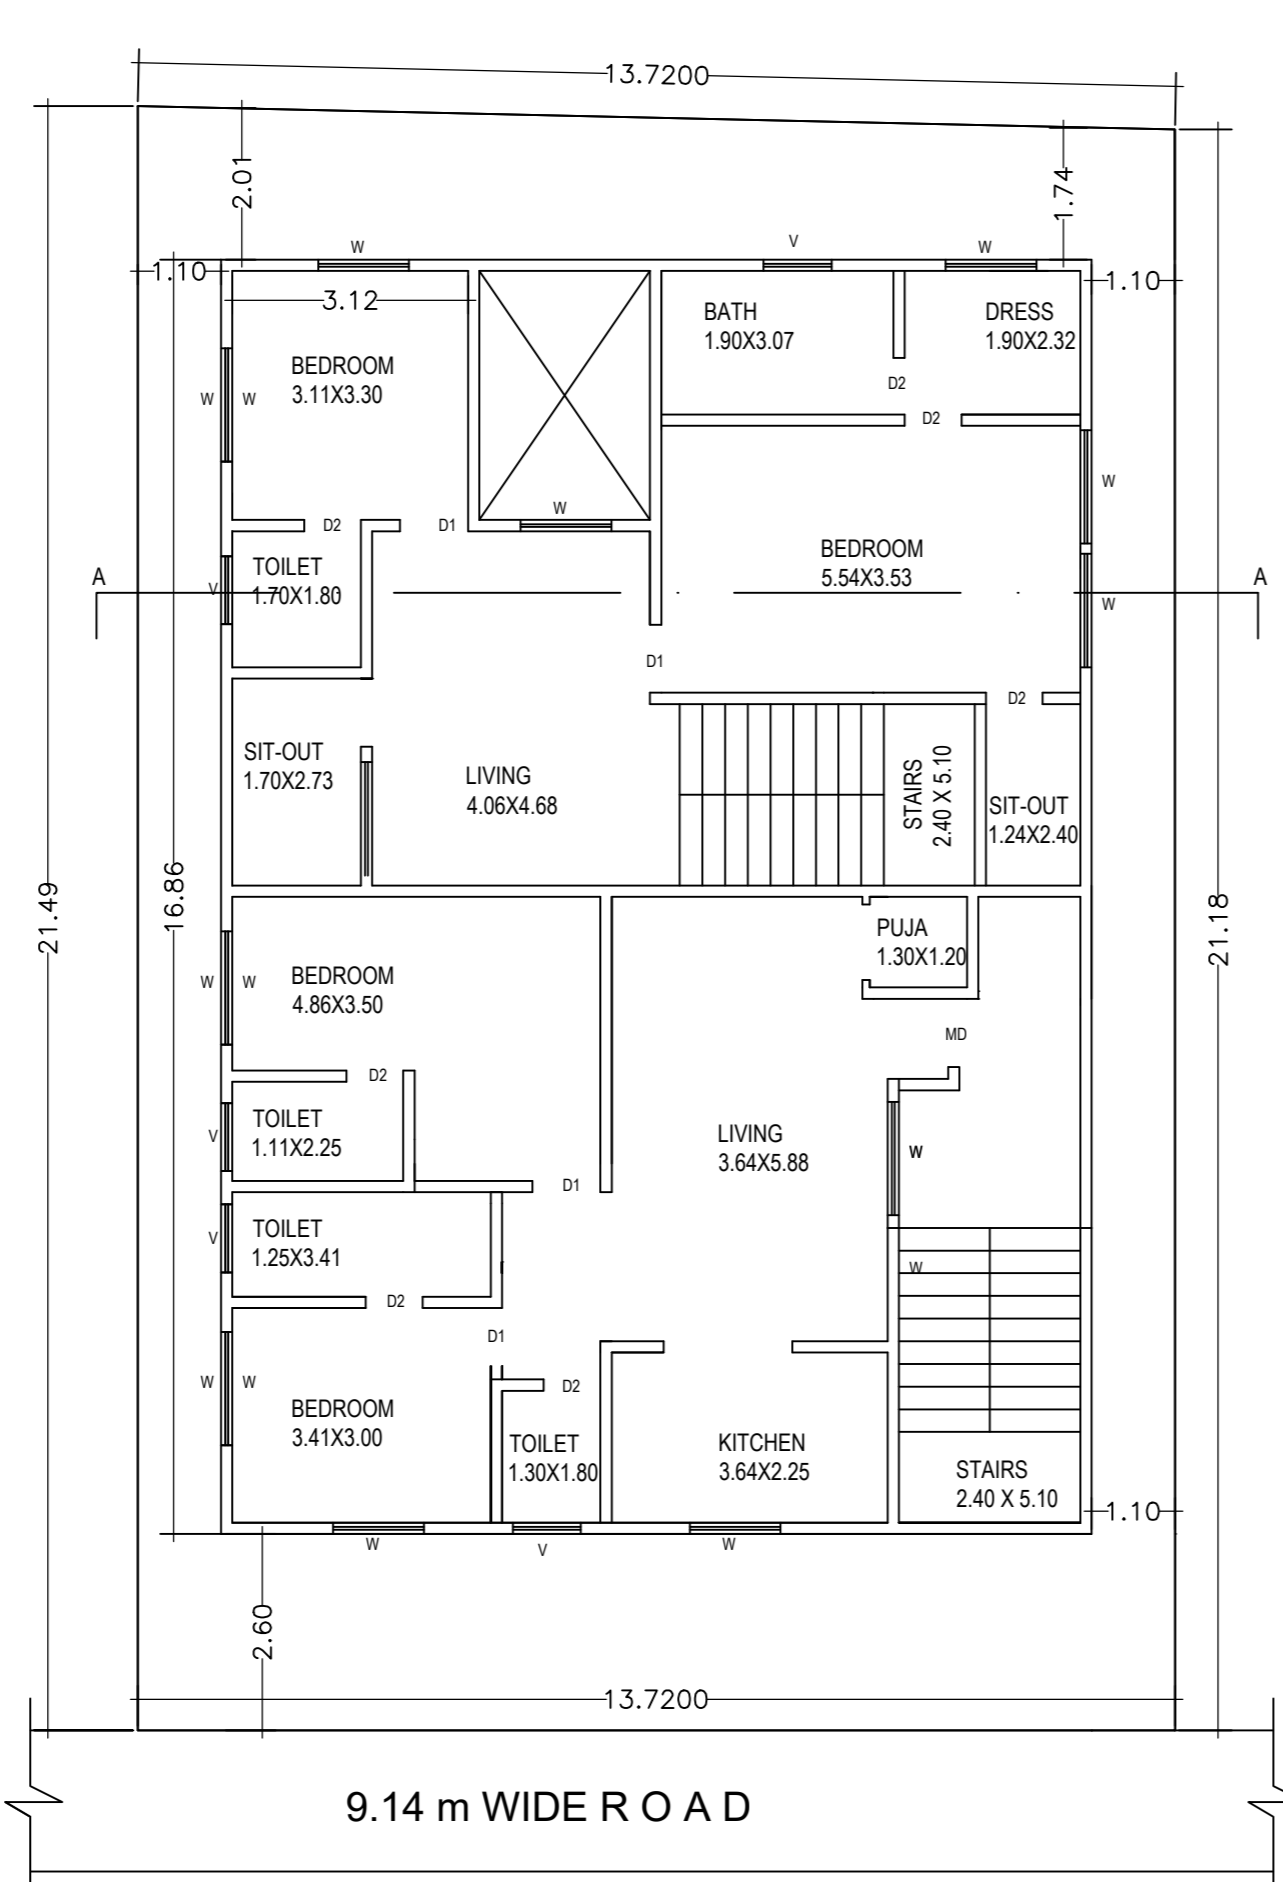 13.7200
2.01
1.74
W
V
W
1.10
1.10
3.12
BATH
1.90X3.07
DRESS
1.90X2.32
BEDROOM
3.11X3.30
W
W
D2
D2
W
W
D2
D1
BEDROOM
5.54X3.53
TOILET
1.70X1.80
A
A
V
W
D1
D2
SIT-OUT
1.70X2.73
LIVING
4.06X4.68
STAIRS
2.40 X 5.10
SIT-OUT
1.24X2.40
21.49
16.86
21.18
PUJA
1.30X1.20
BEDROOM
4.86X3.50
W
W
MD
D2
TOILET
1.11X2.25
V
LIVING
3.64X5.88
W
D1
TOILET
1.25X3.41
V
W
D2
D1
W
W
D2
BEDROOM
3.41X3.00
TOILET
1.30X1.80
KITCHEN
3.64X2.25
STAIRS
2.40 X 5.10
1.10
W
V
W
2.60
13.7200
9.14 m WIDE R O A D